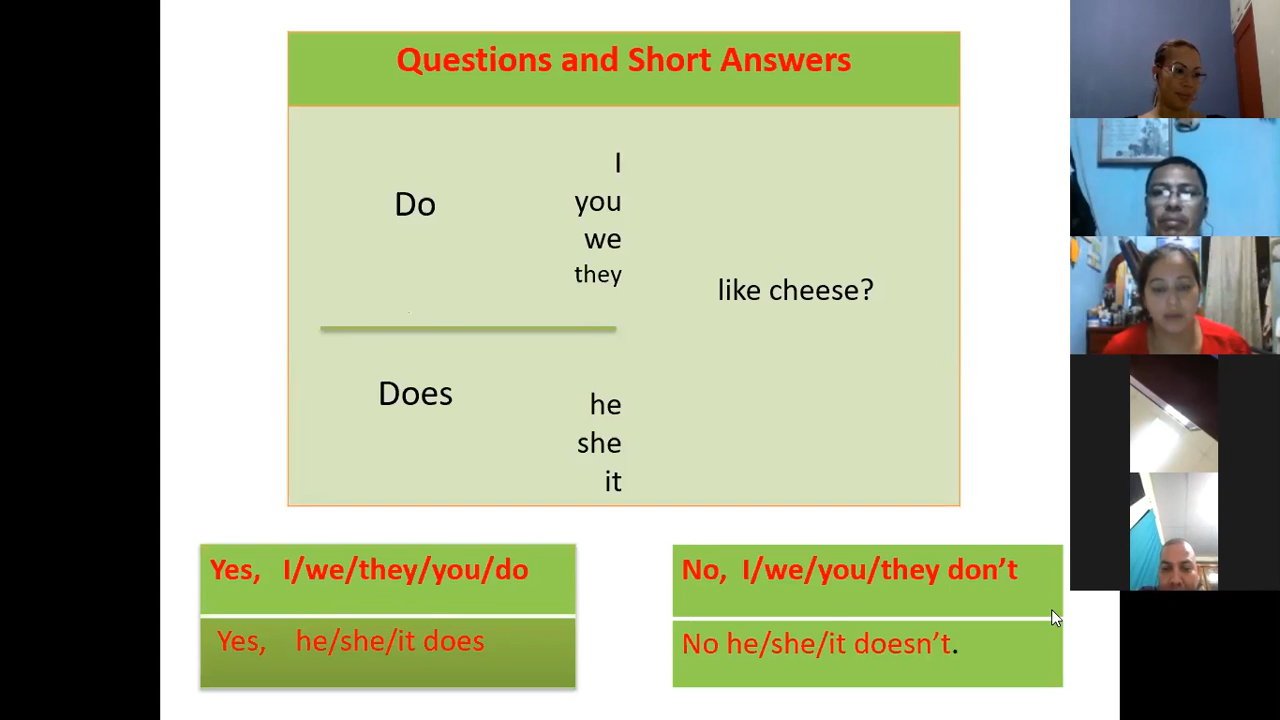 Questions and Short Answers
Do
I
you
we
they
like cheese?
Does
he
she
it
Yes, I/we/they/you/do
Yes, he/she/it does
No, I/we/you/they don’t
No he/she/it doesn’t.